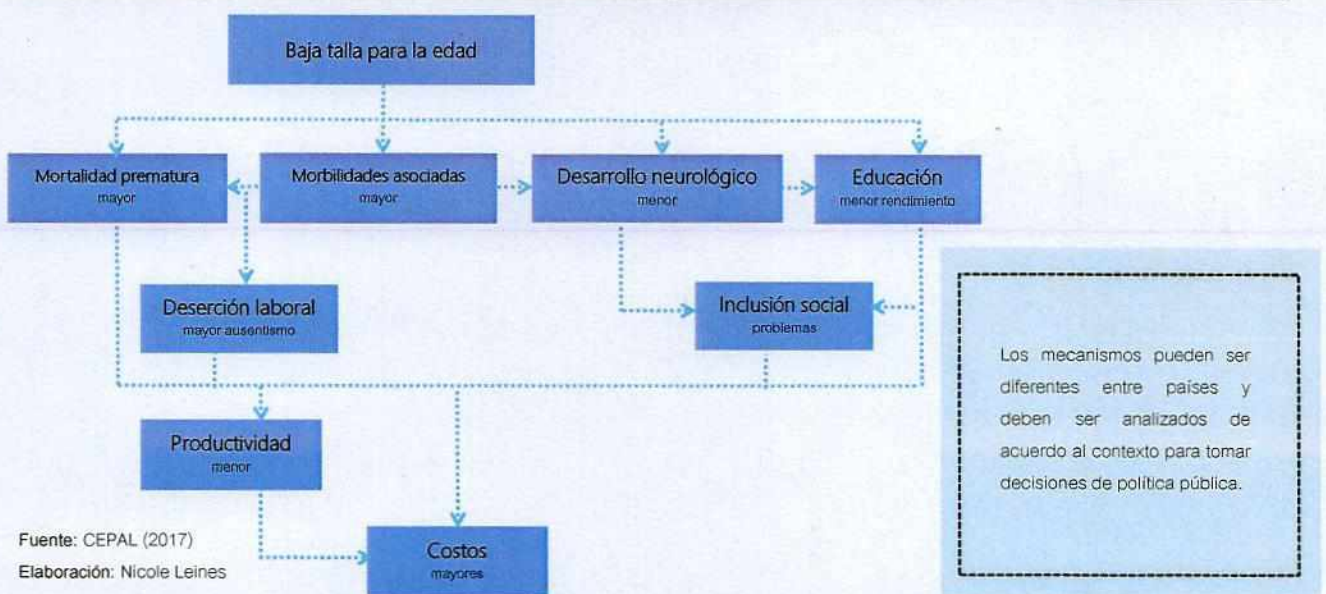 Baja talla para la edad
Mortalidad prematura
mayor
Morbilidades asociadas
mayor
Desarrollo neurológico
menor
Educación
menor rendimiento
Deserción laboral
mayor ausentismo
Inclusión social
problemas
Los mecanismos pueden ser
diferentes entre países y
deben ser analizados de
acuerdo al contexto para tomar
decisiones de política pública.
Productividad
menor
Costos
mayores
Fuente: CEPAL (2017)
Elaboración: Nicole Leines